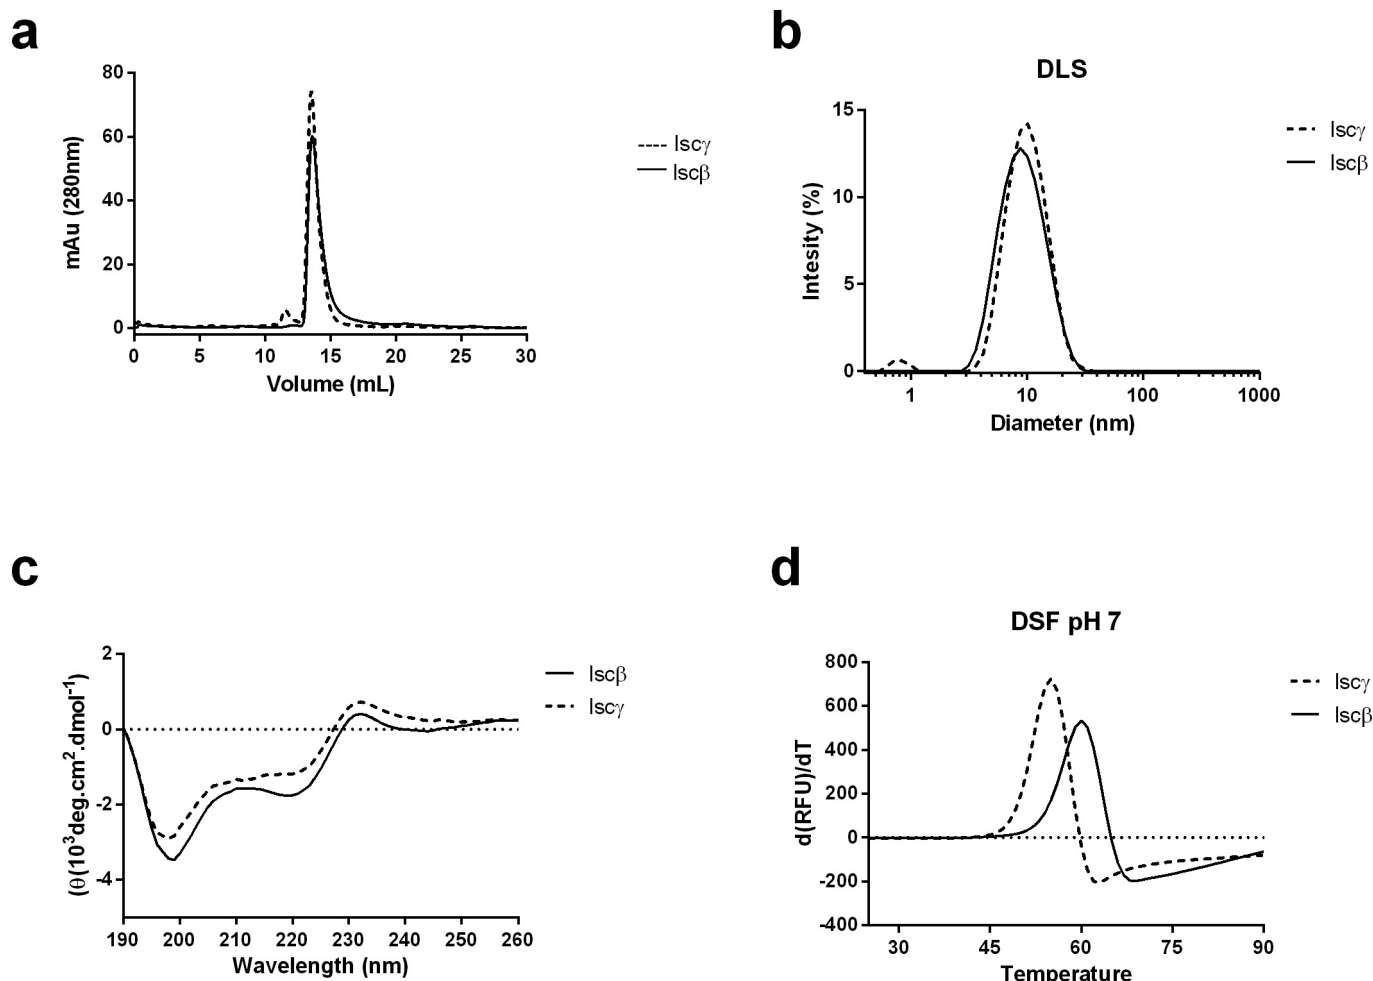 a
80
60
40
20
0
mAu (280nm)
0 5 10 15 20 25 30
Volume (mL)
Iscγ
Iscβ
b
DLS
15
10
5
0
Intesity (%)
1 10 100 1000
Diameter (nm)
Iscγ
Iscβ
c
2
0
-2
-4
(θ(10³deg.cm².dmol⁻¹)
190 200 210 220 230 240 250 260
Wavelength (nm)
Iscβ
Iscγ
d
DSF pH 7
800
600
400
200
0
-200
-400
d(RFU)/dT
30 45 60 75 90
Temperature
Iscγ
Iscβ